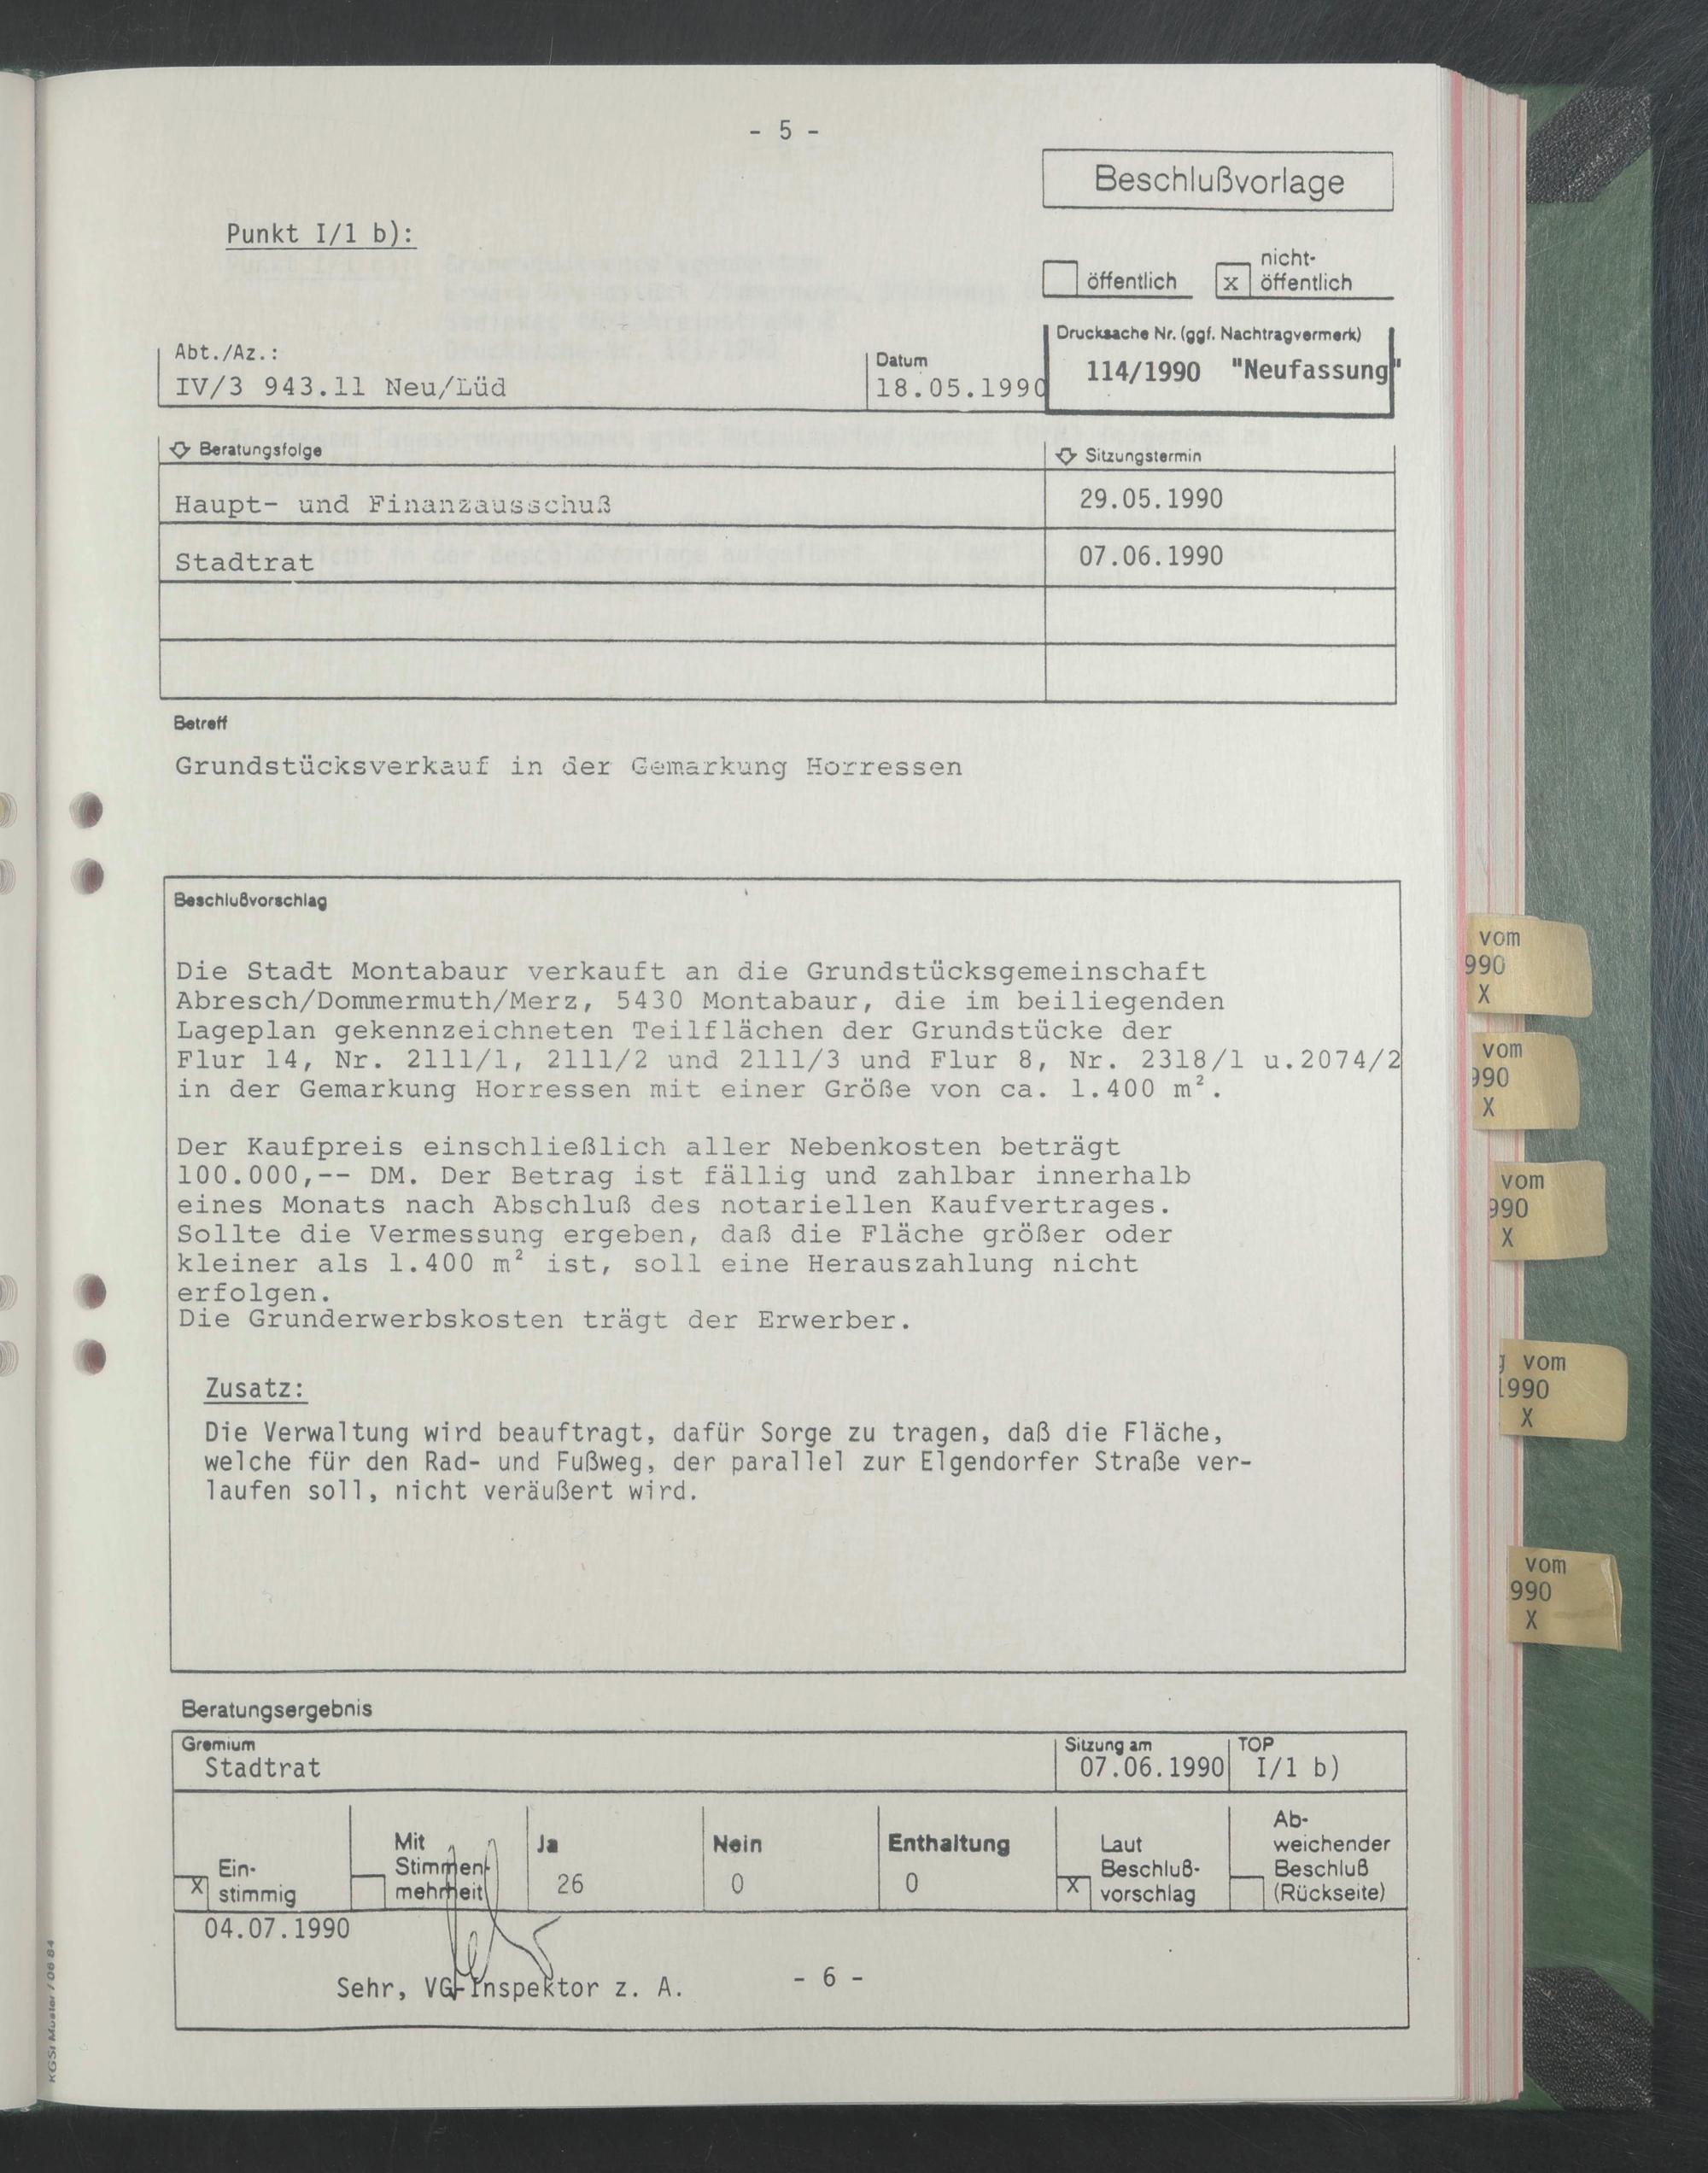 - 5 -
Beschlußvorlage
Punkt I/1 b):
öffentlich
x
nicht-
öffentlich
Abt./Az.:
IV/3 943.11 Neu/Lüd
Datum
18.05.1990
Drucksache Nr. (ggf. Nachtragvermerk)
114/1990 "Neufassung"
Beratungsfolge
Sitzungstermin
Haupt- und Finanzausschuß
29.05.1990
Stadtrat
07.06.1990
Betreff
Grundstücksverkauf in der Gemarkung Horressen
Beschlußvorschlag
Die Stadt Montabaur verkauft an die Grundstücksgemeinschaft
Abresch/Dommermuth/Merz, 5430 Montabaur, die im beiliegenden
Lageplan gekennzeichneten Teilflächen der Grundstücke der
Flur 14, Nr. 2111/1, 2111/2 und 2111/3 und Flur 8, Nr. 2318/1 u.2074/2
in der Gemarkung Horressen mit einer Größe von ca. 1.400 m².
Der Kaufpreis einschließlich aller Nebenkosten beträgt
100.000,-- DM. Der Betrag ist fällig und zahlbar innerhalb
eines Monats nach Abschluß des notariellen Kaufvertrages.
Sollte die Vermessung ergeben, daß die Fläche größer oder
kleiner als 1.400 m² ist, soll eine Herauszahlung nicht
erfolgen.
Die Grunderwerbskosten trägt der Erwerber.
Zusatz:
Die Verwaltung wird beauftragt, dafür Sorge zu tragen, daß die Fläche,
welche für den Rad- und Fußweg, der parallel zur Elgendorfer Straße ver-
laufen soll, nicht veräußert wird.
Beratungsergebnis
Gremium
Stadtrat
Sitzung am
07.06.1990
TOP
I/1 b)
X
Ein-
stimmig
Mit
Stimmen-
mehrheit
Ja
26
Nein
0
Enthaltung
0
X
Laut
Beschluß-
vorschlag
Ab-
weichender
Beschluß
(Rückseite)
04.07.1990
Sehr, VG-Inspektor z. A.
- 6 -
KGSt Muster / 06 84
vom
990
X
vom
990
X
vom
990
X
vom
1990
X
vom
990
X